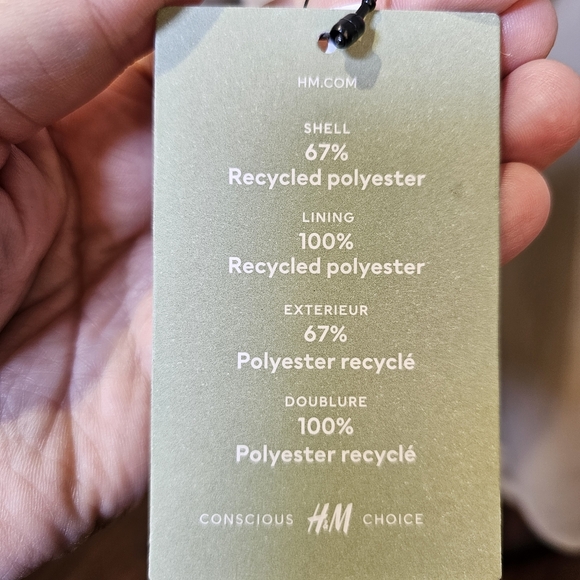 HM.COM
SHELL
67%
Recycled polyester
LINING
100%
Recycled polyester
EXTERIEUR
67%
Polyester recyclé
DOUBLURE
100%
Polyester recyclé
CONSCIOUS H&M CHOICE